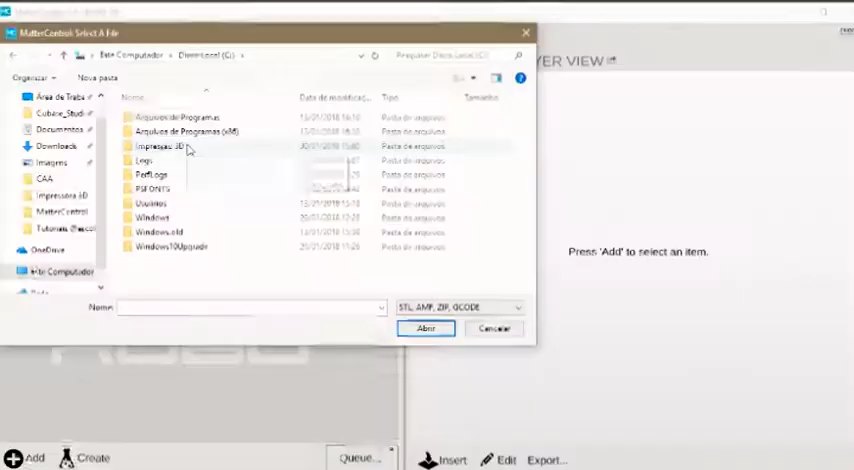 MatterControl: Select A File
Este Computador > Disco Local (C:) >
Pesquisar Disco Local (C:)
YER VIEW
Organizar
Nova pasta
Nome
Data de modificaç...
Tipo
Tamanho
Área de Traba
Cubase_Studi
Documentos
Downloads
Imagens
CAA
Impressora 3D
MatterControl
OneDrive
Este Computador
Arquivos de Programas
Pasta de arquivos
Arquivos de Programas (x86)
Pasta de arquivos
Impressao 3D
Pasta de arquivos
Logs
Pasta de arquivos
PerfLogs
Pasta de arquivos
PSFONTS
Pasta de arquivos
Usuários
Pasta de arquivos
Windows
Pasta de arquivos
Windows.old
Pasta de arquivos
Windows10Upgrade
Pasta de arquivos
Press 'Add' to select an item.
Nome:
STL, AMF, ZIP, GCODE
Abrir
Cancelar
Add
Create
Queue...
Insert
Edit
Export...